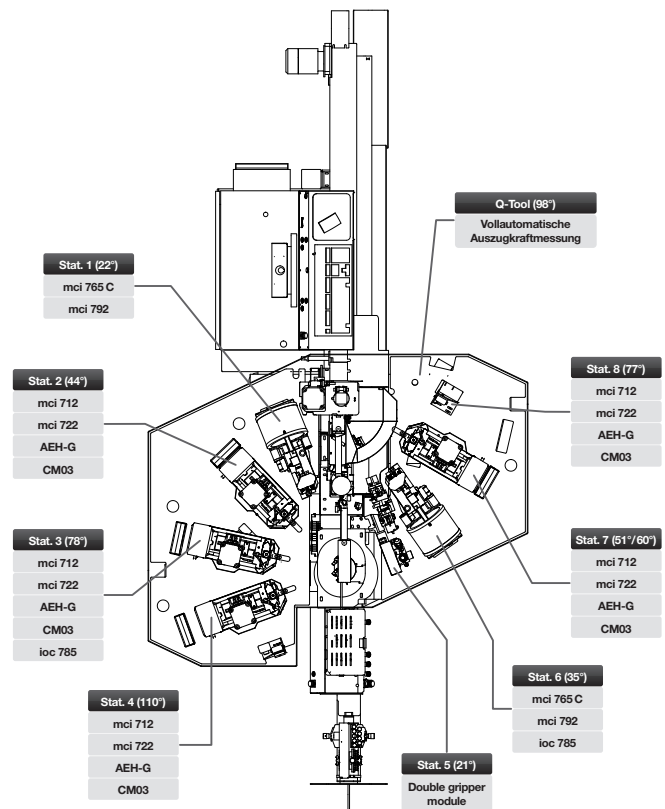 Q-Tool (98°)
Vollautomatische
Auszugkraftmessung
Stat. 1 (22°)
mci 765 C
mci 792
Stat. 2 (44°)
mci 712
mci 722
AEH-G
CM03
Stat. 8 (77°)
mci 712
mci 722
AEH-G
CM03
Stat. 3 (78°)
mci 712
mci 722
AEH-G
CM03
ioc 785
Stat. 7 (51°/60°)
mci 712
mci 722
AEH-G
CM03
Stat. 4 (110°)
mci 712
mci 722
AEH-G
CM03
Stat. 6 (35°)
mci 765 C
mci 792
ioc 785
Stat. 5 (21°)
Double gripper
module